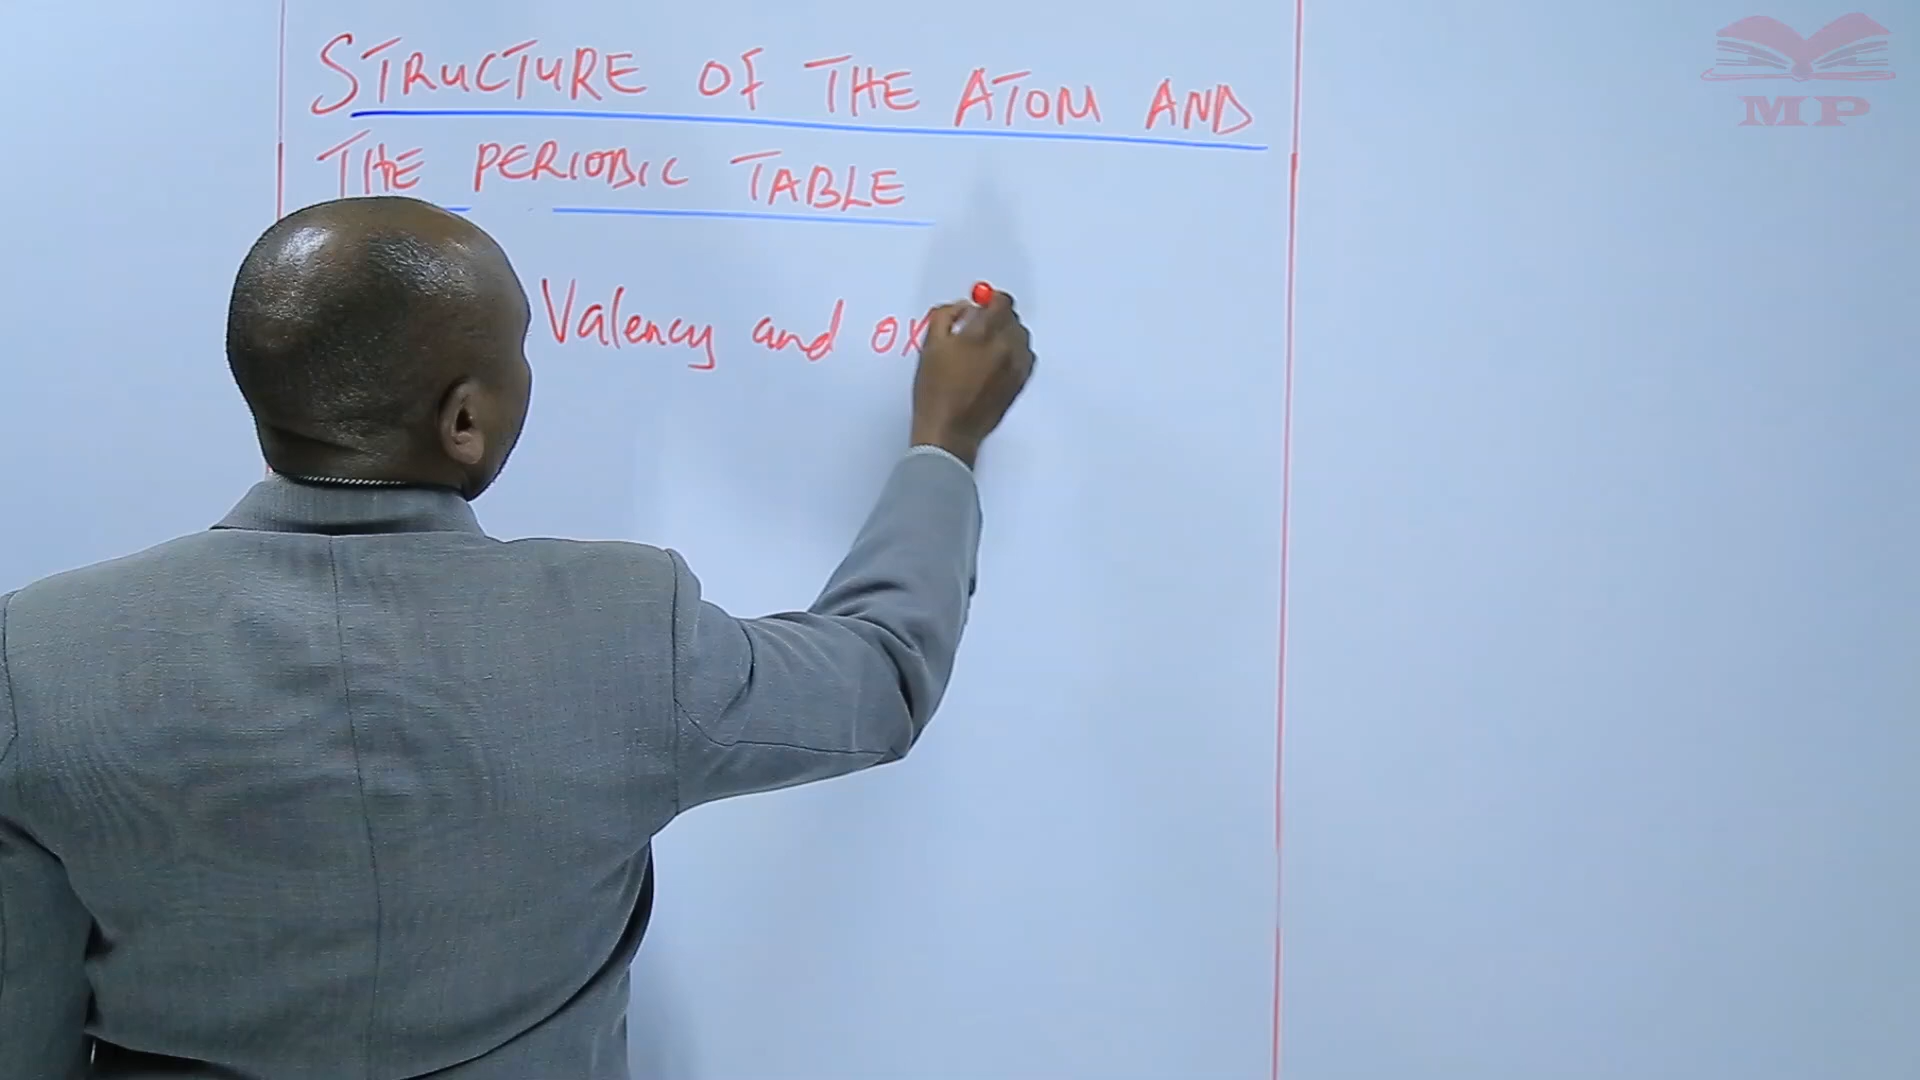 STRUCTURE OF THE ATOM AND
THE PERIODIC TABLE
Valency and ox
MP